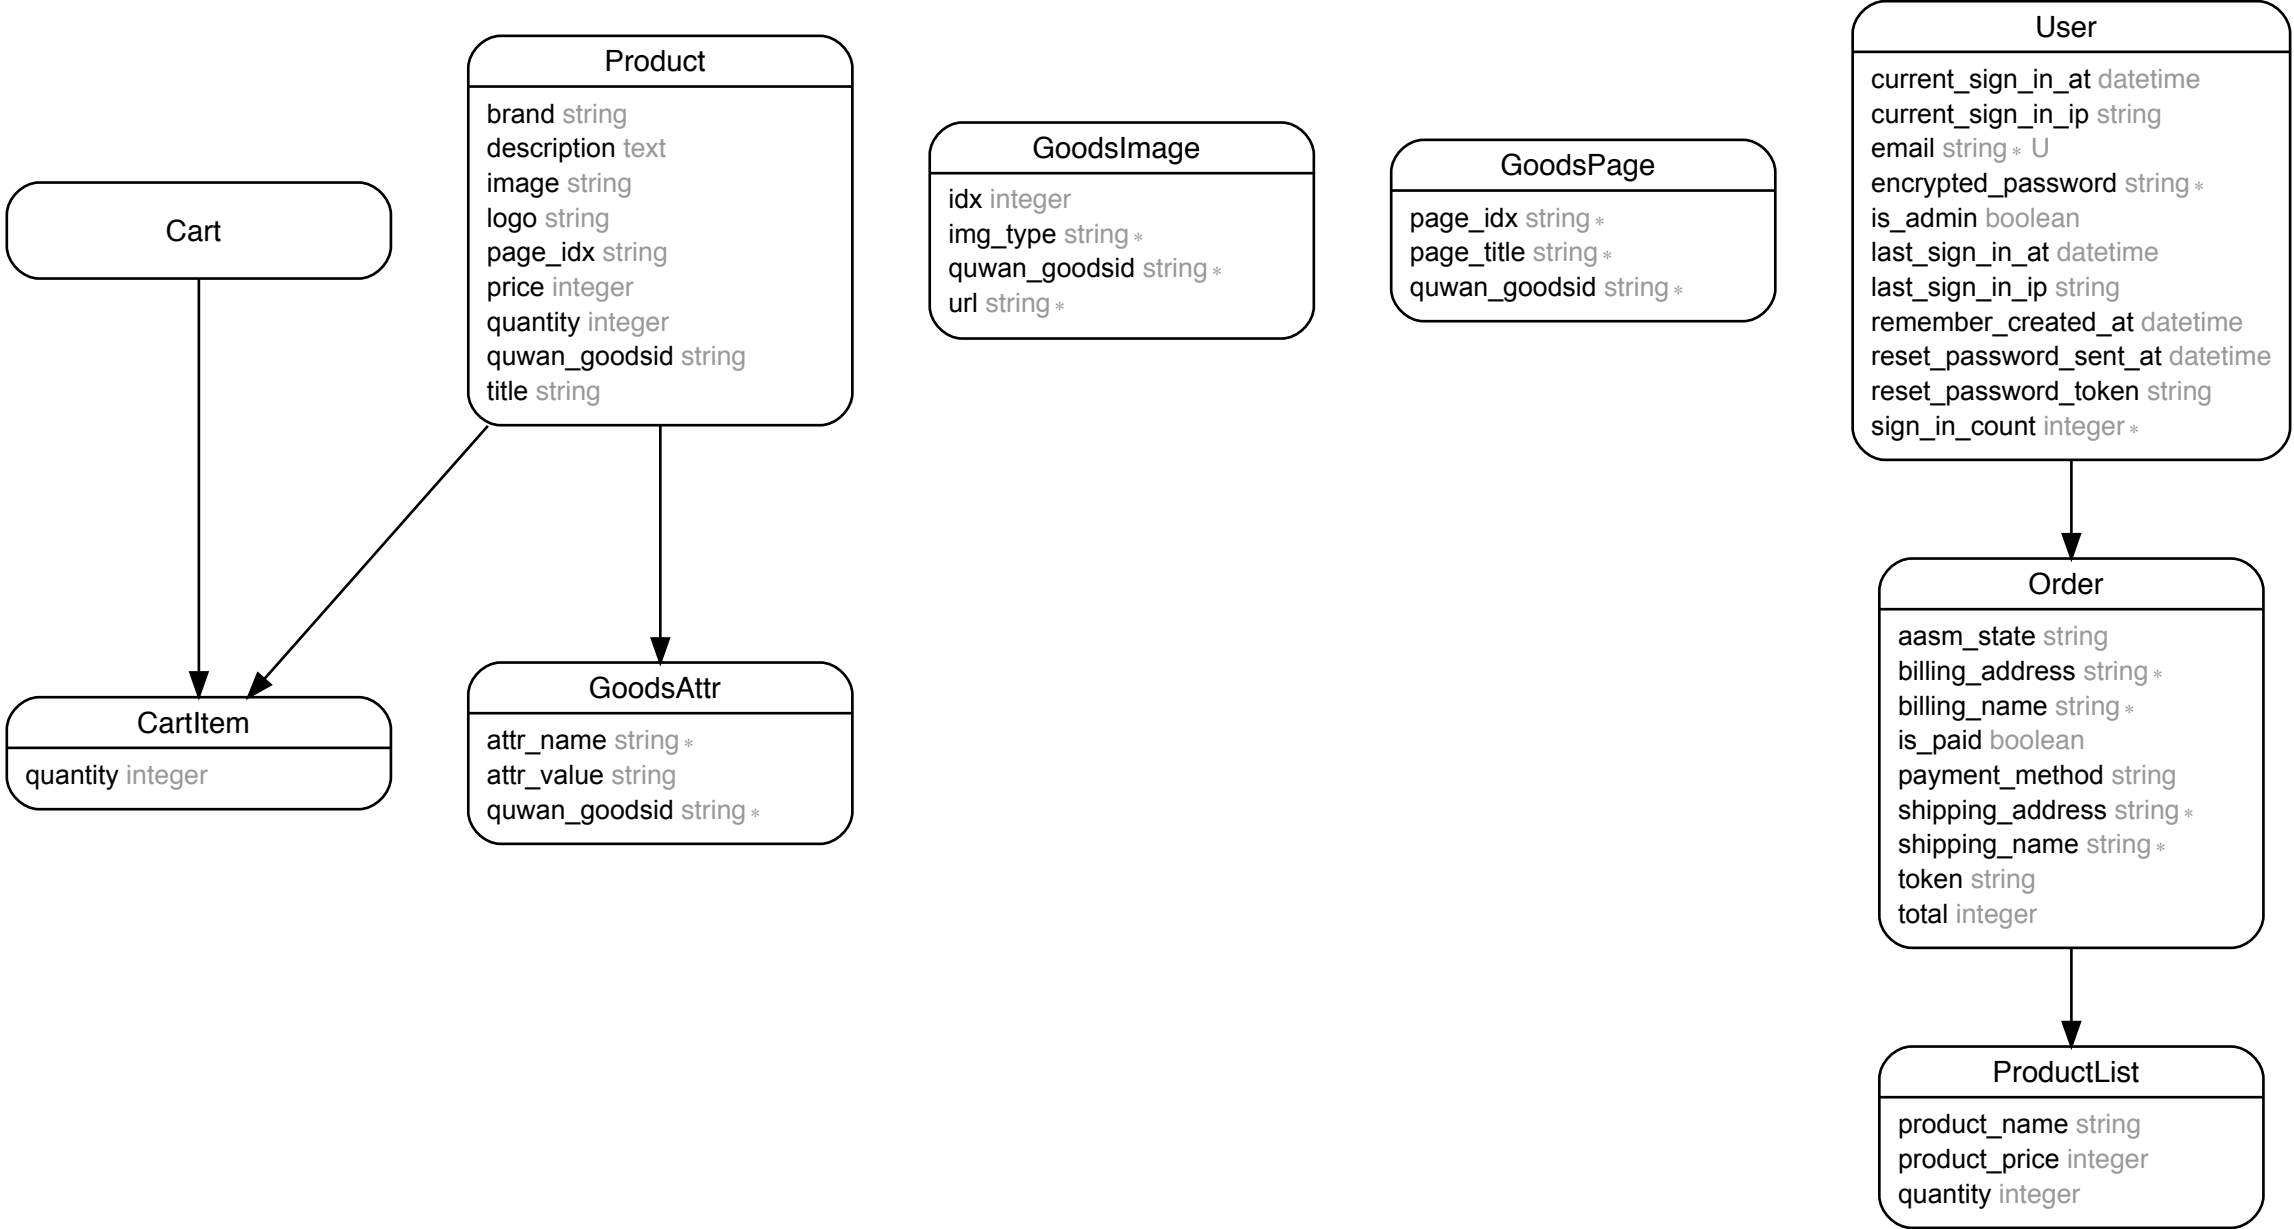 Cart
CartItem
quantity integer
Product
brand string
description text
image string
logo string
page_idx string
price integer
quantity integer
quwan_goodsid string
title string
GoodsAttr
attr_name string *
attr_value string
quwan_goodsid string *
GoodsImage
idx integer
img_type string *
quwan_goodsid string *
url string *
GoodsPage
page_idx string *
page_title string *
quwan_goodsid string *
User
current_sign_in_at datetime
current_sign_in_ip string
email string * U
encrypted_password string *
is_admin boolean
last_sign_in_at datetime
last_sign_in_ip string
remember_created_at datetime
reset_password_sent_at datetime
reset_password_token string
sign_in_count integer *
Order
aasm_state string
billing_address string *
billing_name string *
is_paid boolean
payment_method string
shipping_address string *
shipping_name string *
token string
total integer
ProductList
product_name string
product_price integer
quantity integer